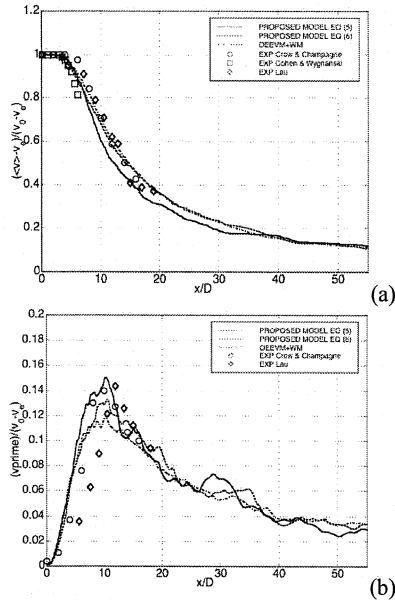 PROPOSED MODEL EQ (5)
PROPOSED MODEL EQ (6)
OEEVM+WM
EXP Crow & Champagne
EXP Cohen & Wygnanski
EXP Lau
(<v>-v_e)/(v_0-v_e)
1.2
1
0.8
0.6
0.4
0.2
0
0 10 20 30 40 50
x/D
(a)
PROPOSED MODEL EQ (5)
PROPOSED MODEL EQ (6)
OEEVM+WM
EXP Crow & Champagne
EXP Lau
(vprime)/(v_0-v_e)
0.2
0.18
0.16
0.14
0.12
0.1
0.08
0.06
0.04
0.02
0
0 10 20 30 40 50
x/D
(b)